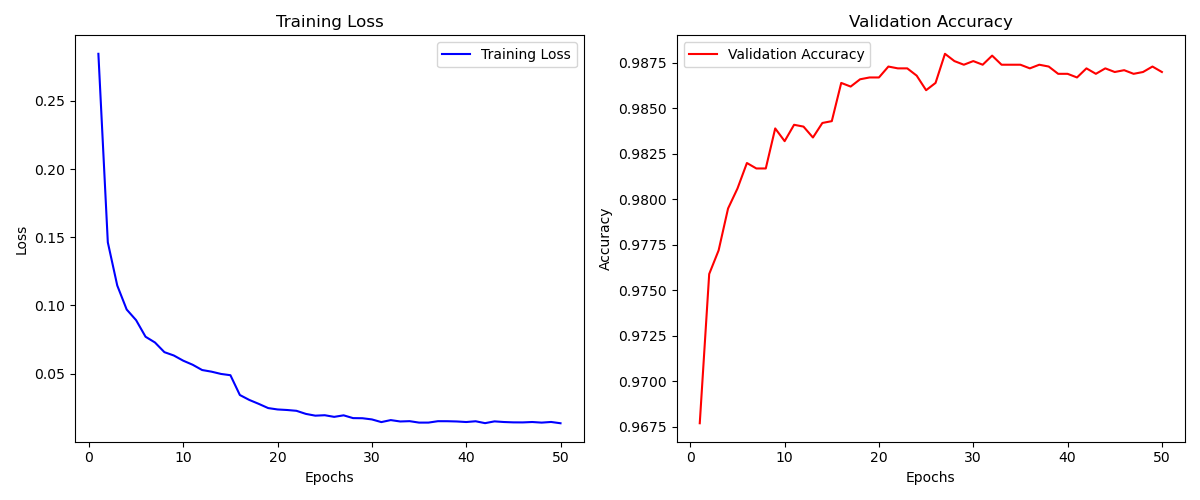 Training Loss
Training Loss
0.25
0.20
0.15
0.10
0.05
Loss
0 10 20 30 40 50
Epochs
Validation Accuracy
Validation Accuracy
0.9875
0.9850
0.9825
0.9800
0.9775
0.9750
0.9725
0.9700
0.9675
Accuracy
0 10 20 30 40 50
Epochs